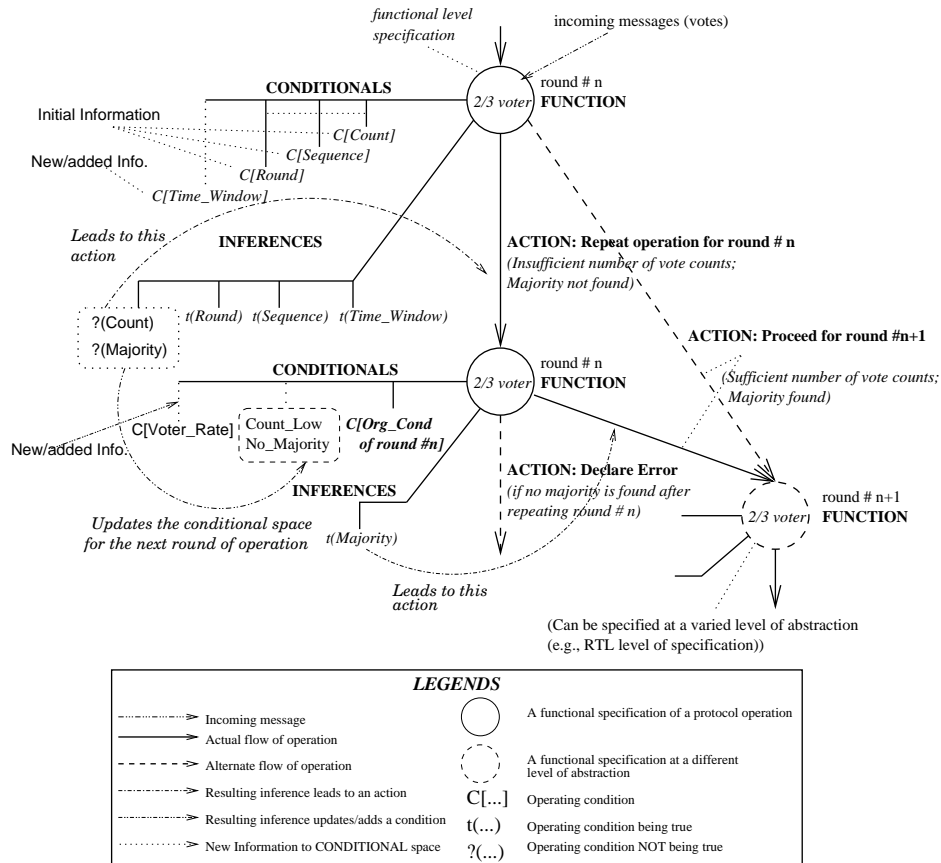 functional level
specification
incoming messages (votes)
round # n
FUNCTION
2/3 voter
CONDITIONALS
Initial Information
C[Count]
C[Sequence]
New/added Info.
C[Round]
C[Time_Window]
Leads to this
action
INFERENCES
ACTION: Repeat operation for round # n
(Insufficient number of vote counts;
Majority not found)
?(Count)
?(Majority)
t(Round)
t(Sequence)
t(Time_Window)
ACTION: Proceed for round #n+1
(Sufficient number of vote counts;
Majority found)
round # n
FUNCTION
2/3 voter
CONDITIONALS
C[Voter_Rate]
Count_Low
No_Majority
C[Org_Cond
of round #n]
New/added Info.
INFERENCES
ACTION: Declare Error
(if no majority is found after
repeating round # n)
round # n+1
FUNCTION
2/3 voter
Updates the conditional space
for the next round of operation
t(Majority)
Leads to this
action
(Can be specified at a varied level of abstraction
(e.g., RTL level of specification))
LEGENDS
Incoming message
Actual flow of operation
Alternate flow of operation
Resulting inference leads to an action
Resulting inference updates/adds a condition
New Information to CONDITIONAL space
A functional specification of a protocol operation
A functional specification at a different
level of abstraction
C[...] Operating condition
t(...) Operating condition being true
?(...) Operating condition NOT being true